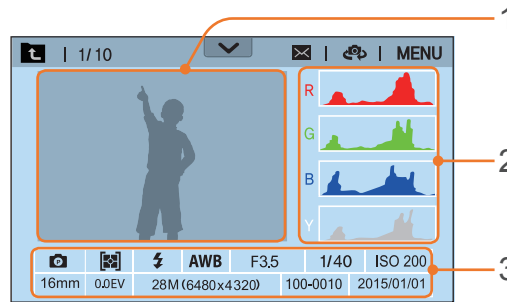 1
1/10 MENU
R
G
2
B
Y
AWB F3.5 1/40 ISO 200
3
16mm 0.0EV 28M (6480x4320) 100-0010 2015/01/01